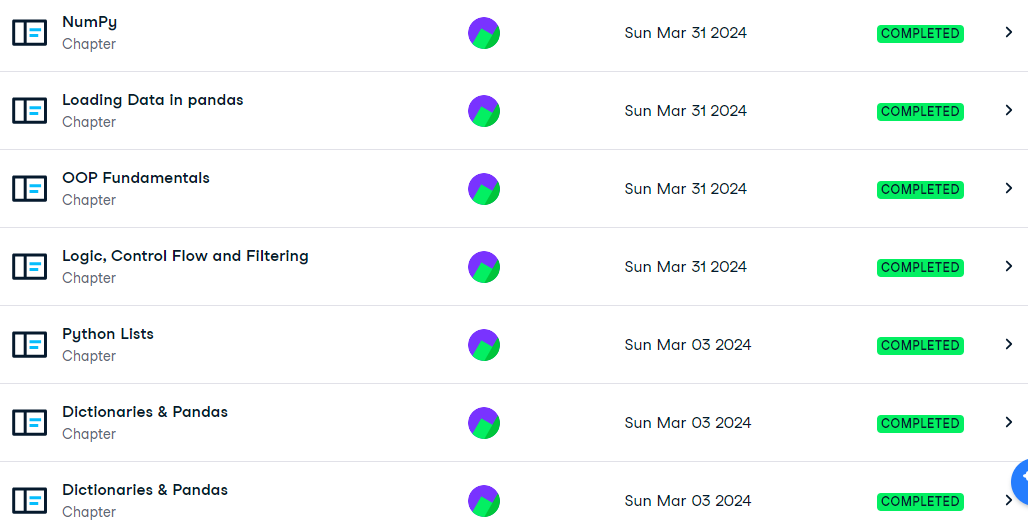 NumPy
Chapter
Sun Mar 31 2024
COMPLETED
Loading Data in pandas
Chapter
Sun Mar 31 2024
COMPLETED
OOP Fundamentals
Chapter
Sun Mar 31 2024
COMPLETED
Logic, Control Flow and Filtering
Chapter
Sun Mar 31 2024
COMPLETED
Python Lists
Chapter
Sun Mar 03 2024
COMPLETED
Dictionaries & Pandas
Chapter
Sun Mar 03 2024
COMPLETED
Dictionaries & Pandas
Chapter
Sun Mar 03 2024
COMPLETED